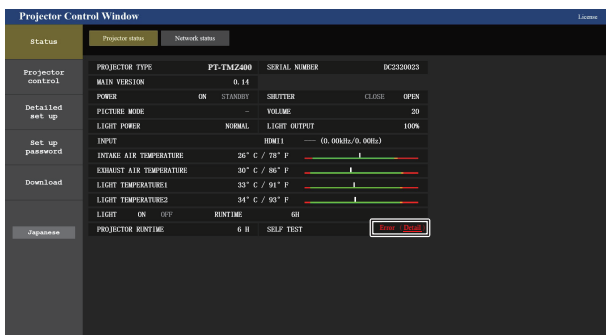 Projector Control Window
License
Status
Projector status
Network status
Projector
control
Detailed
set up
Set up
password
Download
Japanese
PROJECTOR TYPE PT-TMZ400 SERIAL NUMBER DC2320023
MAIN VERSION 0.14
POWER ON STANDBY SHUTTER CLOSE OPEN
PICTURE MODE – VOLUME 20
LIGHT POWER NORMAL LIGHT OUTPUT 100%
INPUT HDMI1 ── (0.00kHz/0.00Hz)
INTAKE AIR TEMPERATURE 26° C / 78° F
EXHAUST AIR TEMPERATURE 30° C / 86° F
LIGHT TEMPERATURE1 33° C / 91° F
LIGHT TEMPERATURE2 34° C / 93° F
LIGHT ON OFF RUNTIME 6H
PROJECTOR RUNTIME 6 H SELF TEST Error (Detail)